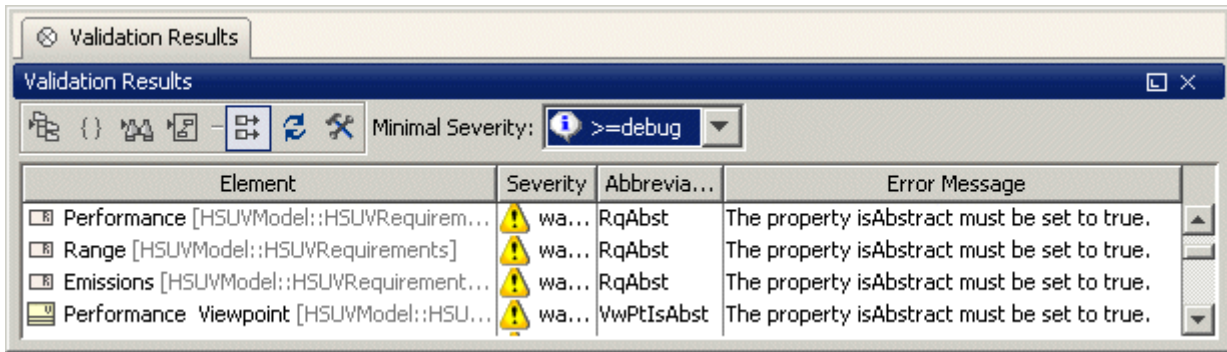 Validation Results
Validation Results
{} Minimal Severity: >=debug
Element Severity Abbrevia... Error Message
Performance [HSUVModel::HSUVRequirem... wa... RqAbst The property isAbstract must be set to true.
Range [HSUVModel::HSUVRequirements] wa... RqAbst The property isAbstract must be set to true.
Emissions [HSUVModel::HSUVRequirement... wa... RqAbst The property isAbstract must be set to true.
Performance Viewpoint [HSUVModel::HSU... wa... VwPtIsAbst The property isAbstract must be set to true.